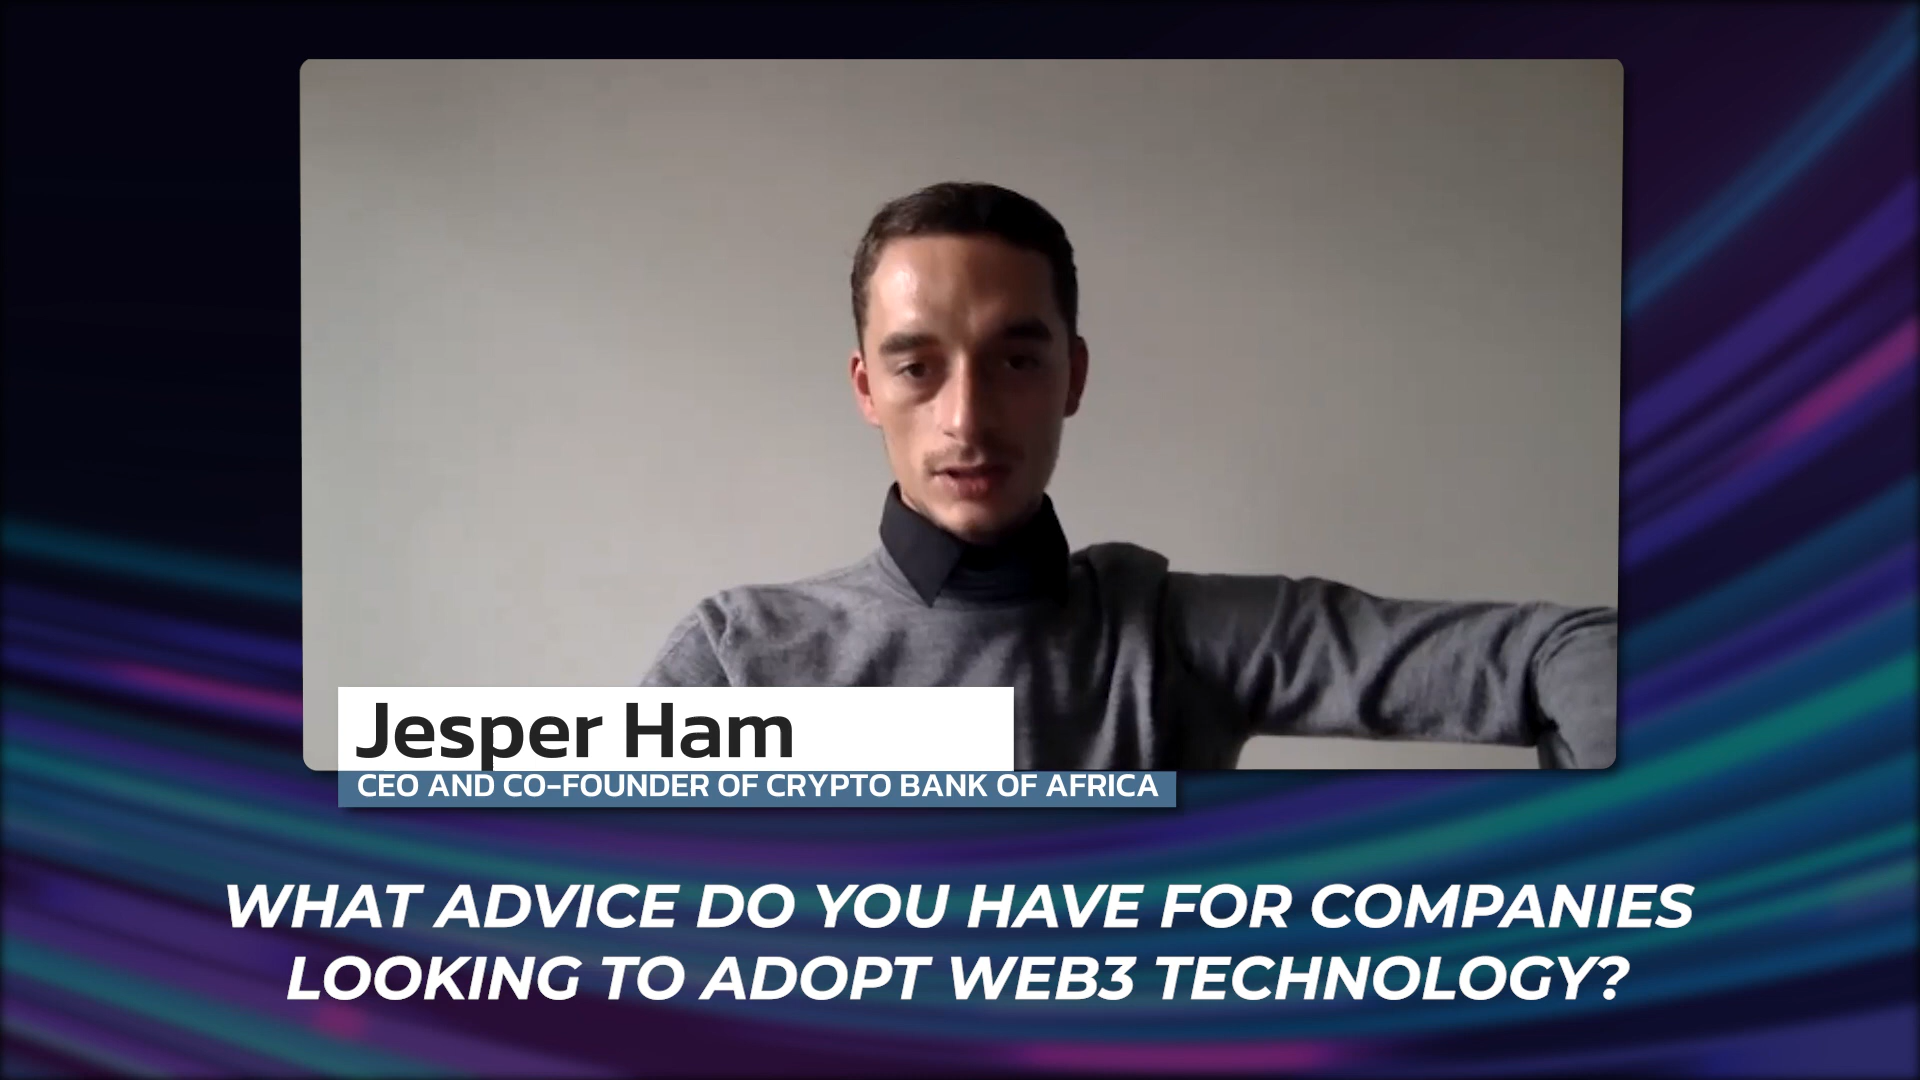 Jesper Ham
CEO AND CO-FOUNDER OF CRYPTO BANK OF AFRICA
WHAT ADVICE DO YOU HAVE FOR COMPANIES
LOOKING TO ADOPT WEB3 TECHNOLOGY?